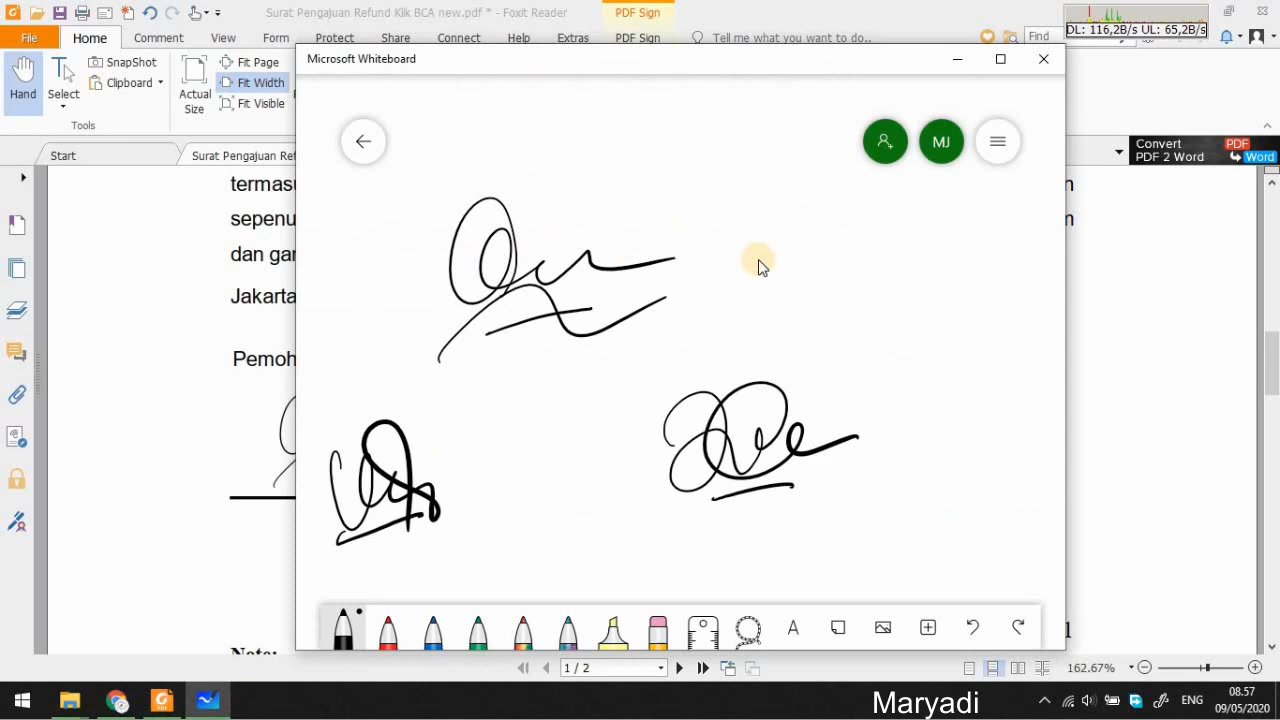 Surat Pengajuan Refund Klik BCA new.pdf * - Foxit Reader
PDF Sign
File Home Comment View Form Protect Share Connect Help Extras PDF Sign Tell me what you want to do.. Find
DL: 116,2B/s UL: 65,2B/s
Hand
Select
SnapShot
Clipboard
Actual Size
Fit Page
Fit Width
Fit Visible
Tools
Start
Surat Pengajuan Ref
Convert PDF 2 Word
PDF
Word
Microsoft Whiteboard
MJ
termasu
sepenu
dan gar
Jakarta
Pemoh
Nota:
1
A
1 / 2
162.67%
Maryadi
ENG
08.57
09/05/2020